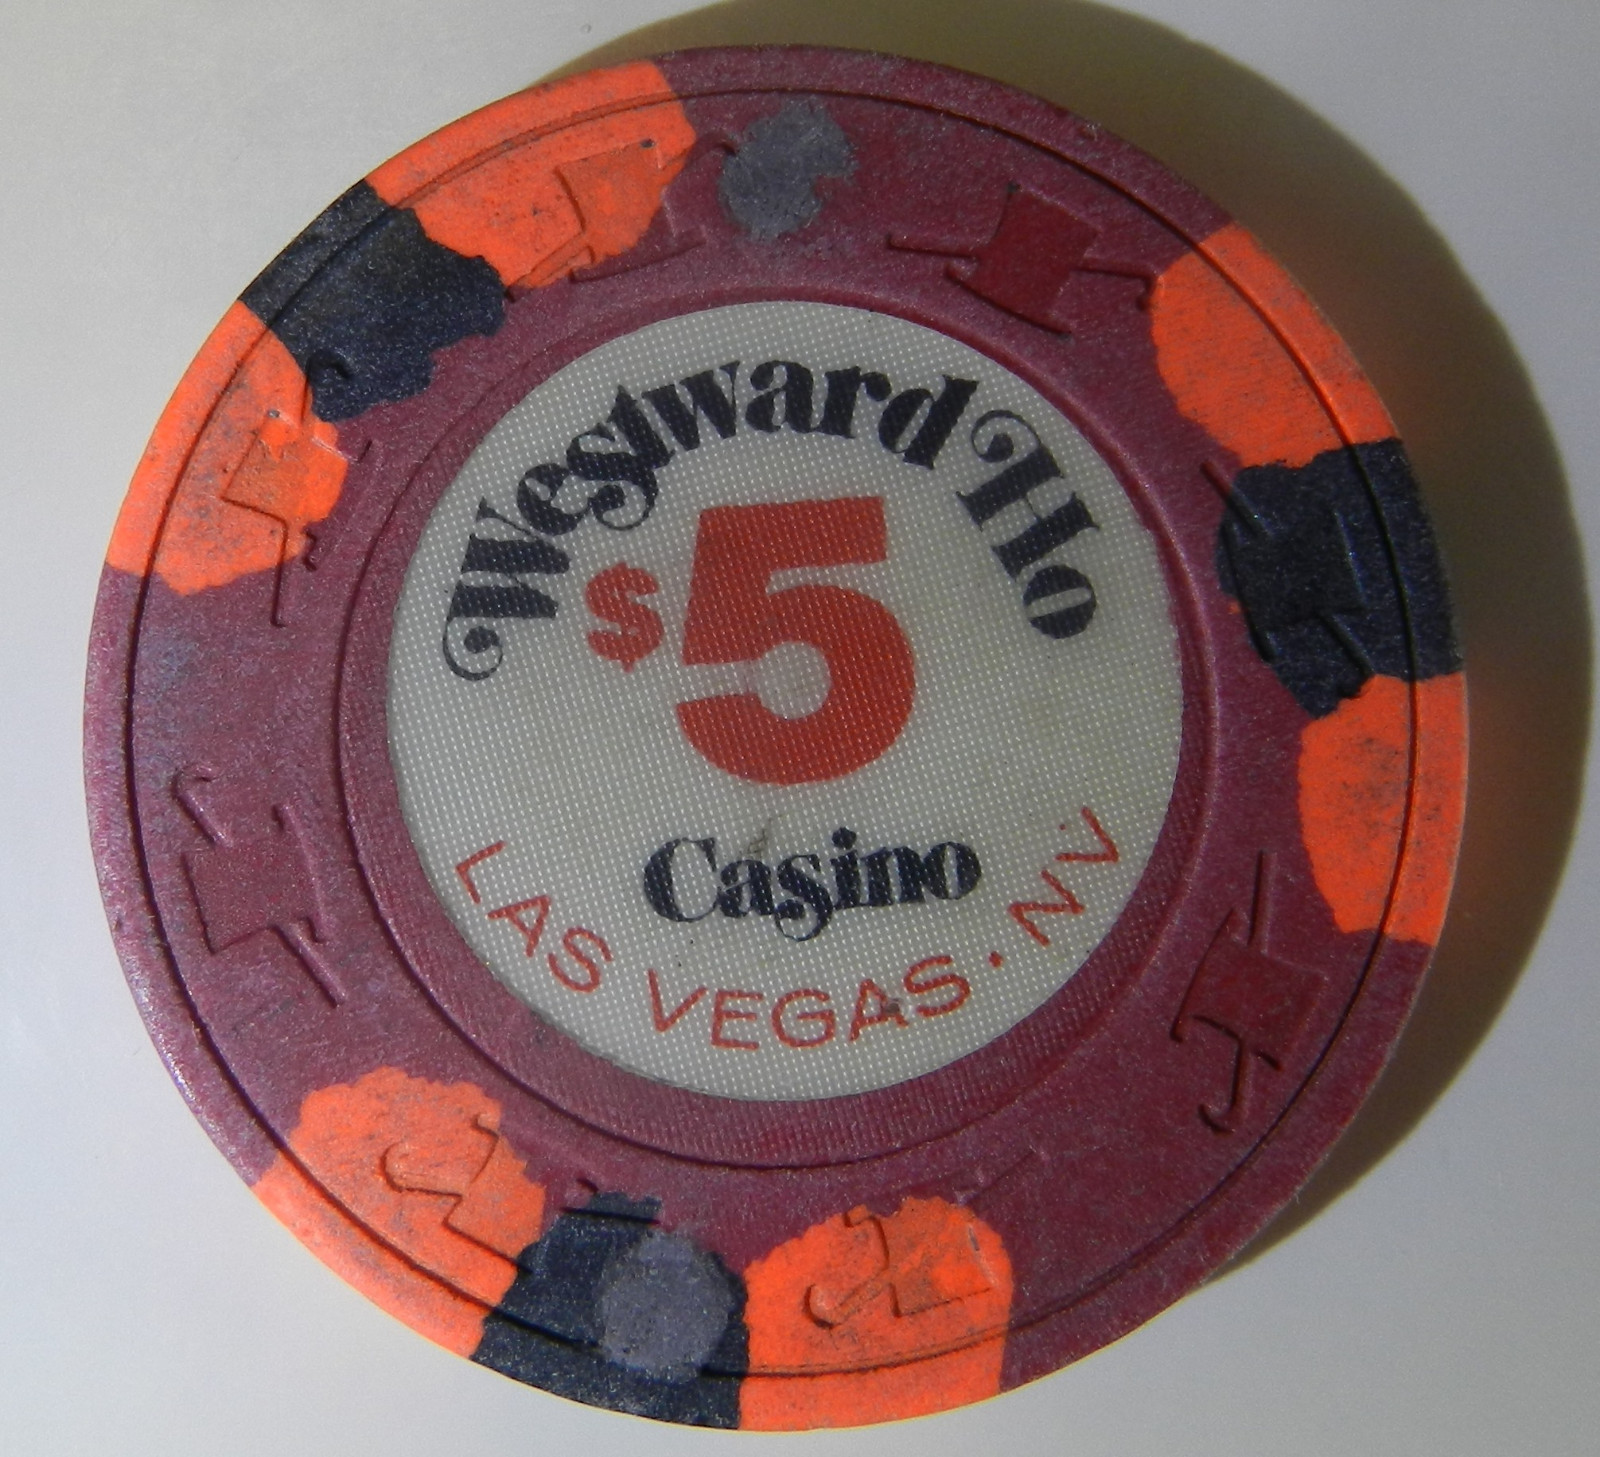 Westward Ho
$5
Casino
LAS VEGAS. NV